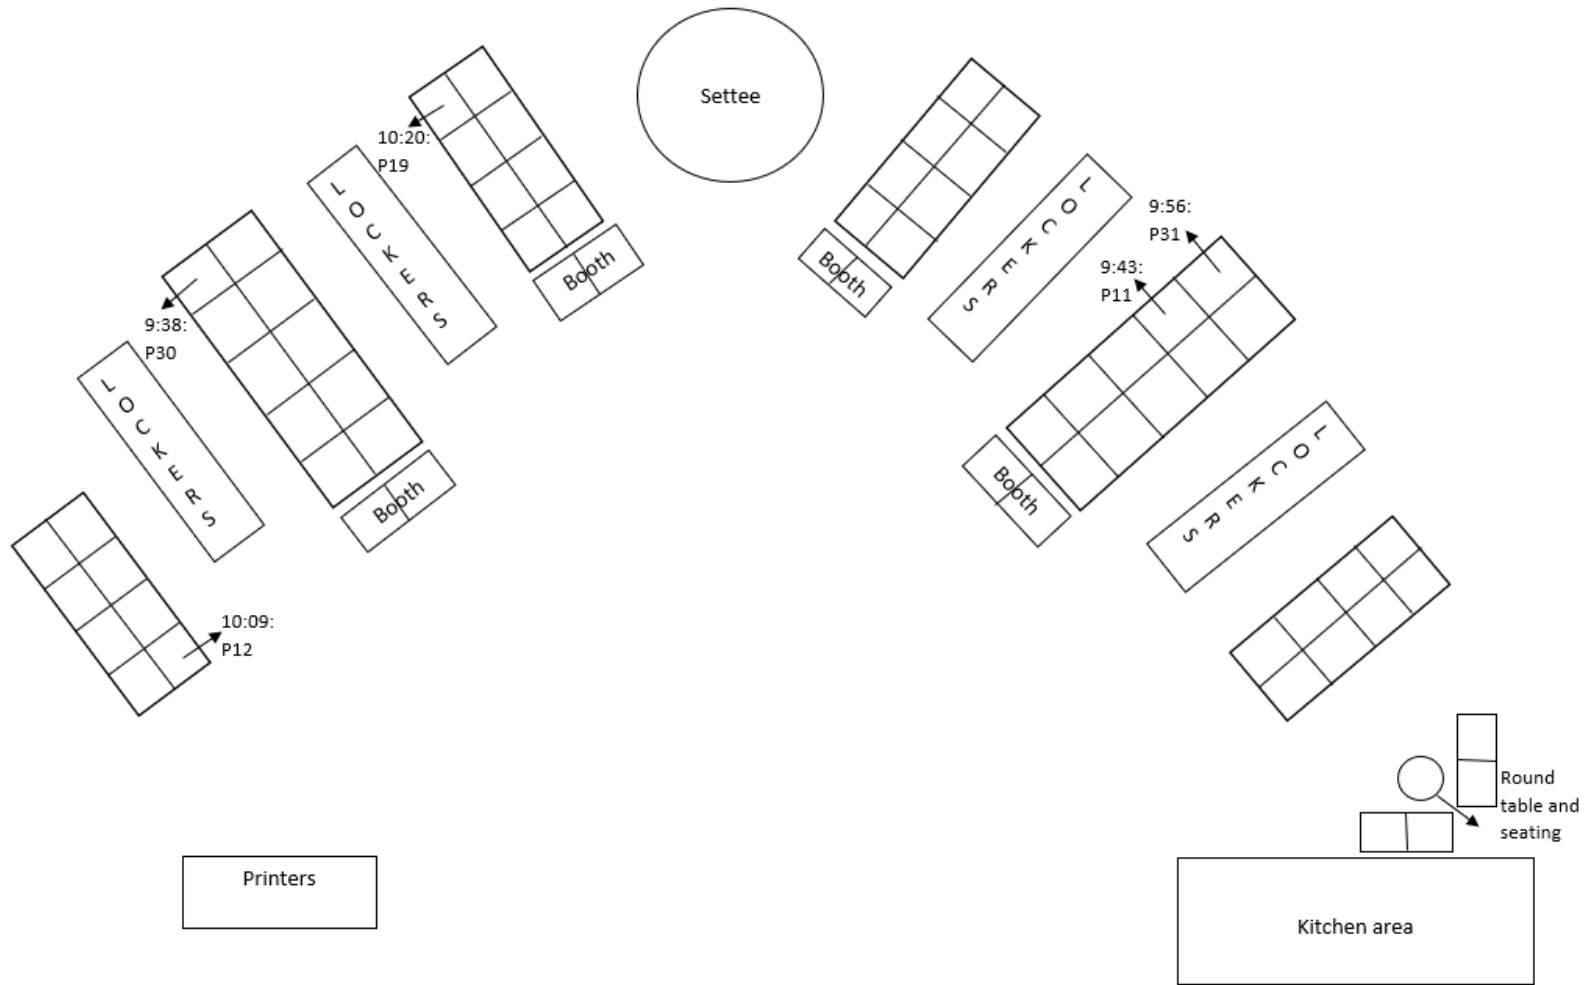 Settee
10:20:
P19
LOCKERS
Booth
9:38:
P30
LOCKERS
Booth
10:09:
P12
Booth
LOCKERS
9:56:
P31
9:43:
P11
Booth
LOCKERS
Round
table and
seating
Printers
Kitchen area